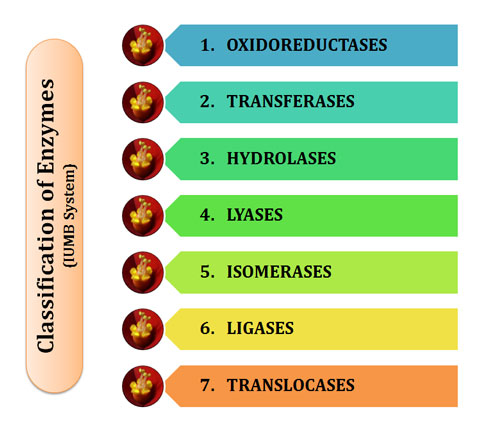 Classification of Enzymes
(IUMB System)
1. OXIDOREDUCTASES
2. TRANSFERASES
3. HYDROLASES
4. LYASES
5. ISOMERASES
6. LIGASES
7. TRANSLOCASES